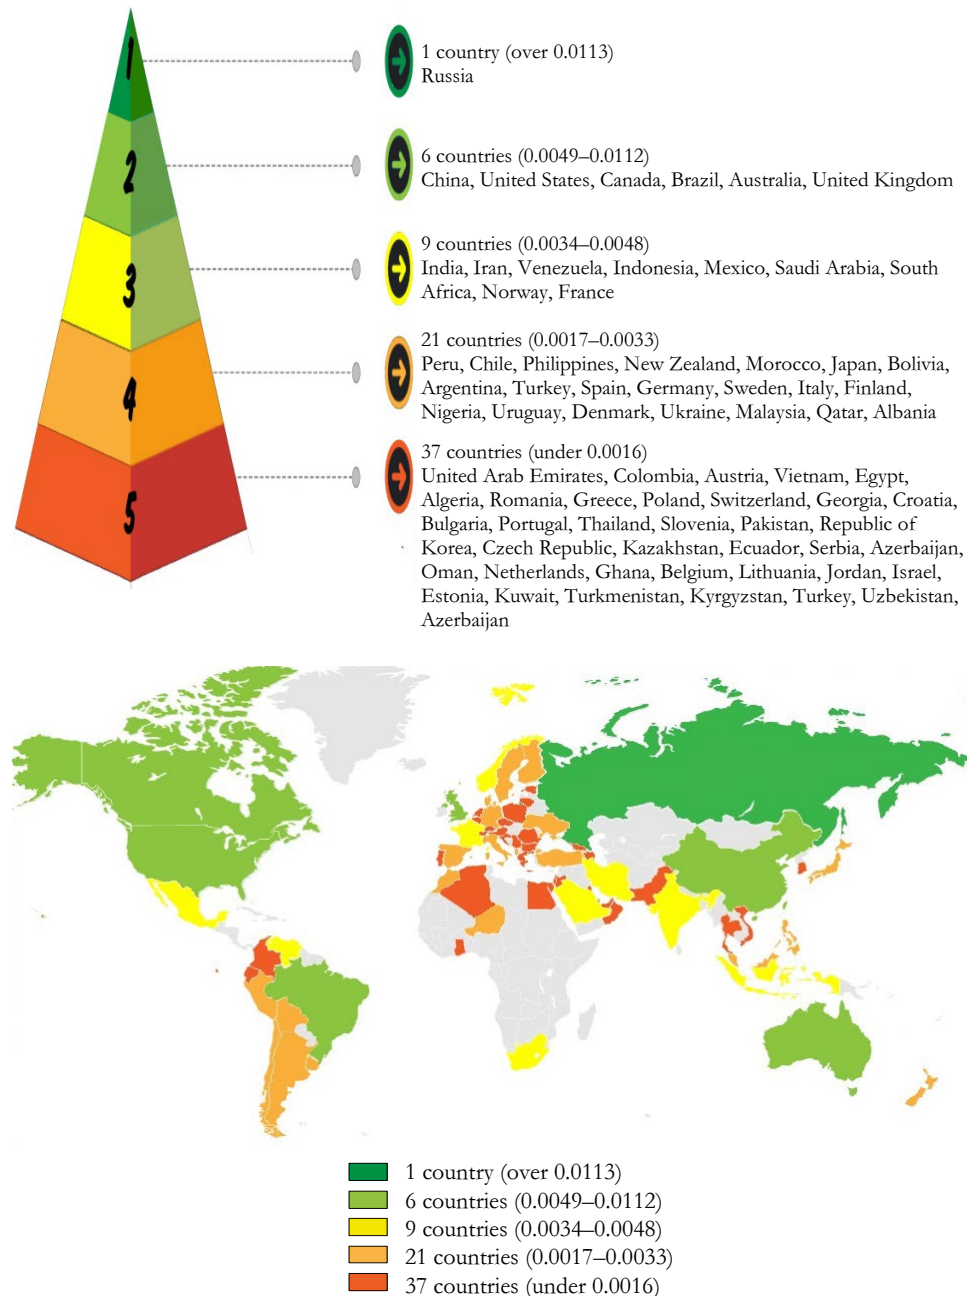 1
1 country (over 0.0113)
Russia
2
6 countries (0.0049–0.0112)
China, United States, Canada, Brazil, Australia, United Kingdom
3
9 countries (0.0034–0.0048)
India, Iran, Venezuela, Indonesia, Mexico, Saudi Arabia, South
Africa, Norway, France
4
21 countries (0.0017–0.0033)
Peru, Chile, Philippines, New Zealand, Morocco, Japan, Bolivia,
Argentina, Turkey, Spain, Germany, Sweden, Italy, Finland,
Nigeria, Uruguay, Denmark, Ukraine, Malaysia, Qatar, Albania
5
37 countries (under 0.0016)
United Arab Emirates, Colombia, Austria, Vietnam, Egypt,
Algeria, Romania, Greece, Poland, Switzerland, Georgia, Croatia,
Bulgaria, Portugal, Thailand, Slovenia, Pakistan, Republic of
Korea, Czech Republic, Kazakhstan, Ecuador, Serbia, Azerbaijan,
Oman, Netherlands, Ghana, Belgium, Lithuania, Jordan, Israel,
Estonia, Kuwait, Turkmenistan, Kyrgyzstan, Turkey, Uzbekistan,
Azerbaijan
1 country (over 0.0113)
6 countries (0.0049–0.0112)
9 countries (0.0034–0.0048)
21 countries (0.0017–0.0033)
37 countries (under 0.0016)